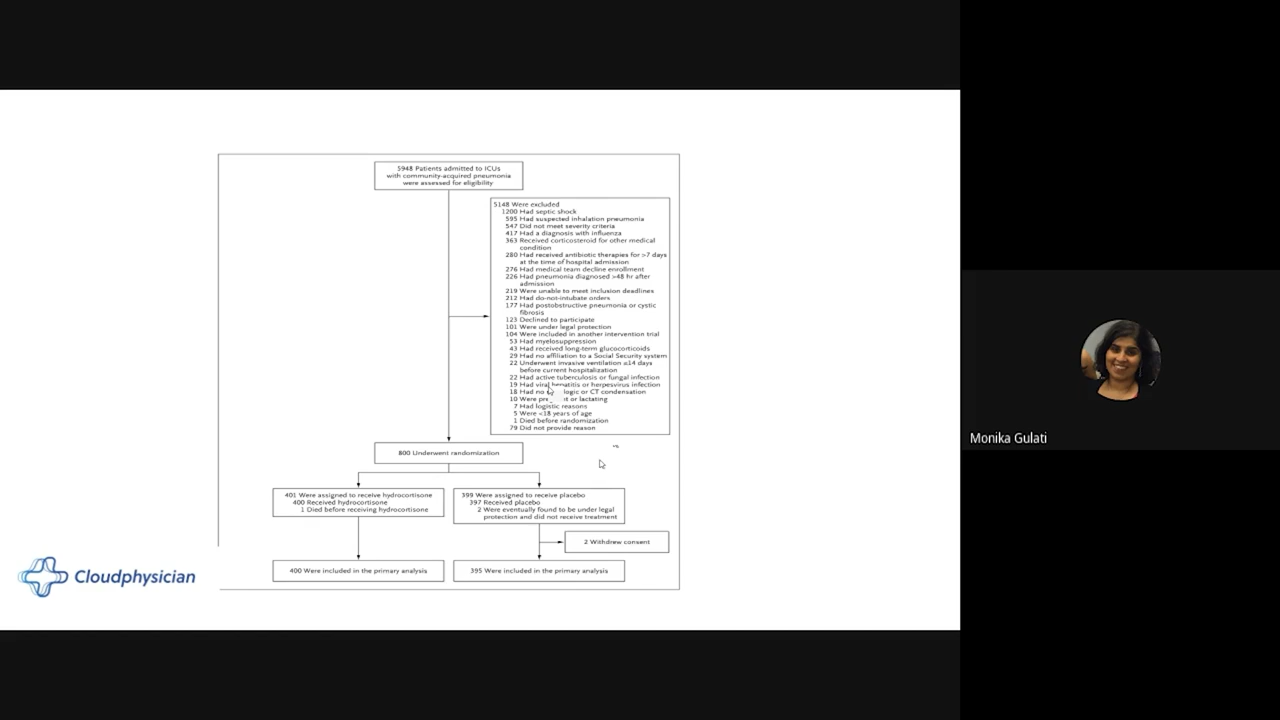 5948 Patients admitted to ICUs
with community-acquired pneumonia
were assessed for eligibility
5148 Were excluded
1200 Had septic shock
595 Had suspected inhalation pneumonia
547 Did not meet severity criteria
417 Had a diagnosis with influenza
363 Received corticosteroid for other medical
condition
280 Had received antibiotic therapies for >7 days
at the time of hospital admission
276 Had medical team decline enrollment
226 Had pneumonia diagnosed >48 hr after
admission
219 Were unable to meet inclusion deadlines
212 Had do-not-intubate orders
177 Had postobstructive pneumonia or cystic
fibrosis
123 Declined to participate
101 Were under legal protection
104 Were included in another intervention trial
53 Had myelosuppression
43 Had received long-term glucocorticoids
29 Had no affiliation to a Social Security system
22 Underwent invasive ventilation ≤14 days
before current hospitalization
22 Had active tuberculosis or fungal infection
19 Had viral hepatitis or herpesvirus infection
18 Had no logic or CT condensation
10 Were or lactating
7 Had logistic reasons
5 Were <18 years of age
1 Died before randomization
79 Did not provide reason
800 Underwent randomization
401 Were assigned to receive hydrocortisone
400 Received hydrocortisone
1 Died before receiving hydrocortisone
399 Were assigned to receive placebo
397 Received placebo
2 Were eventually found to be under legal
protection and did not receive treatment
2 Withdrew consent
400 Were included in the primary analysis
395 Were included in the primary analysis
Cloudphysician
Monika Gulati